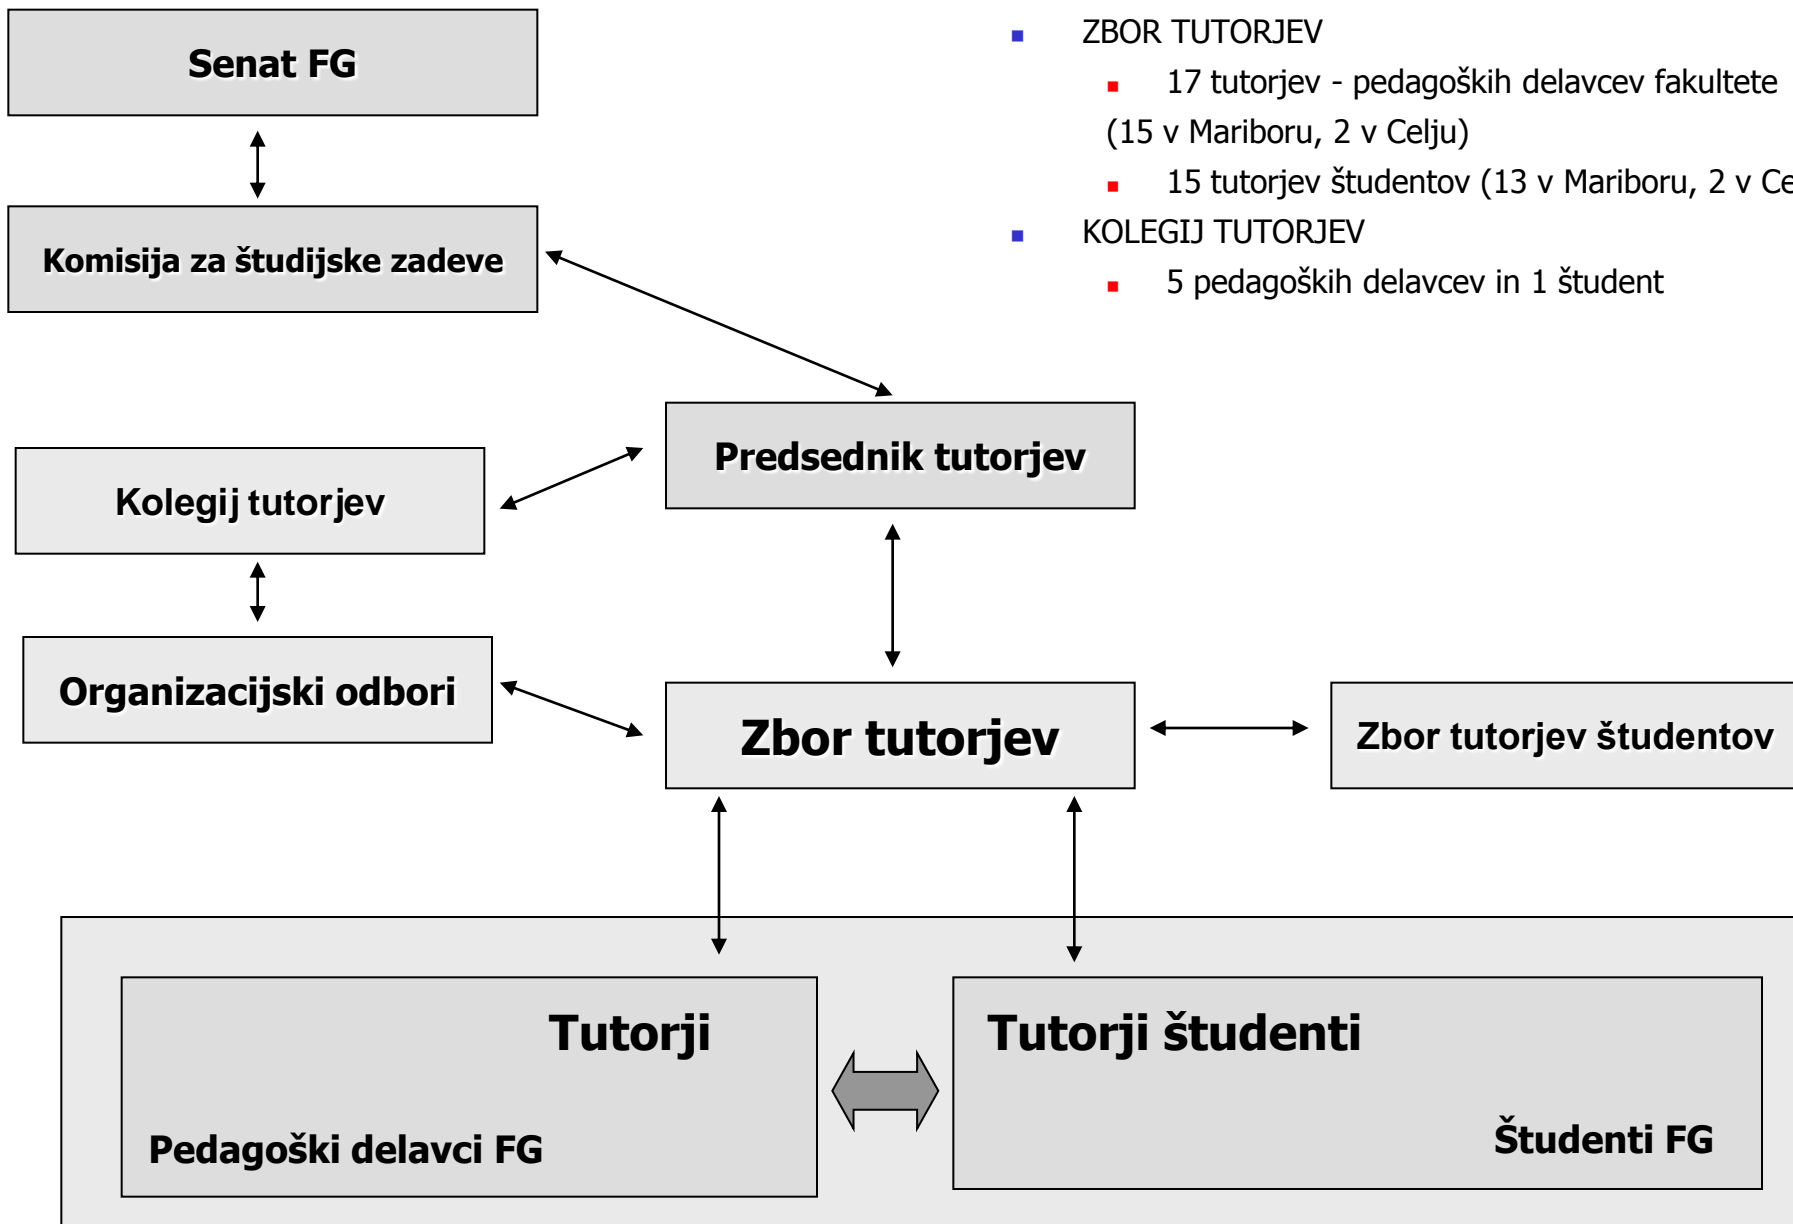 Senat FG
Komisija za študijske zadeve
ZBOR TUTORJEV
17 tutorjev - pedagoških delavcev fakultete
(15 v Mariboru, 2 v Celju)
15 tutorjev študentov (13 v Mariboru, 2 v
KOLEGIJ TUTORJEV
5 pedagoških delavcev in 1 študent
Predsednik tutorjev
Kolegij tutorjev
Organizacijski odbori
Zbor tutorjev
Zbor tutorjev študentov
Tutorji
Pedagoški delavci FG
Tutorji študenti
Študenti FG